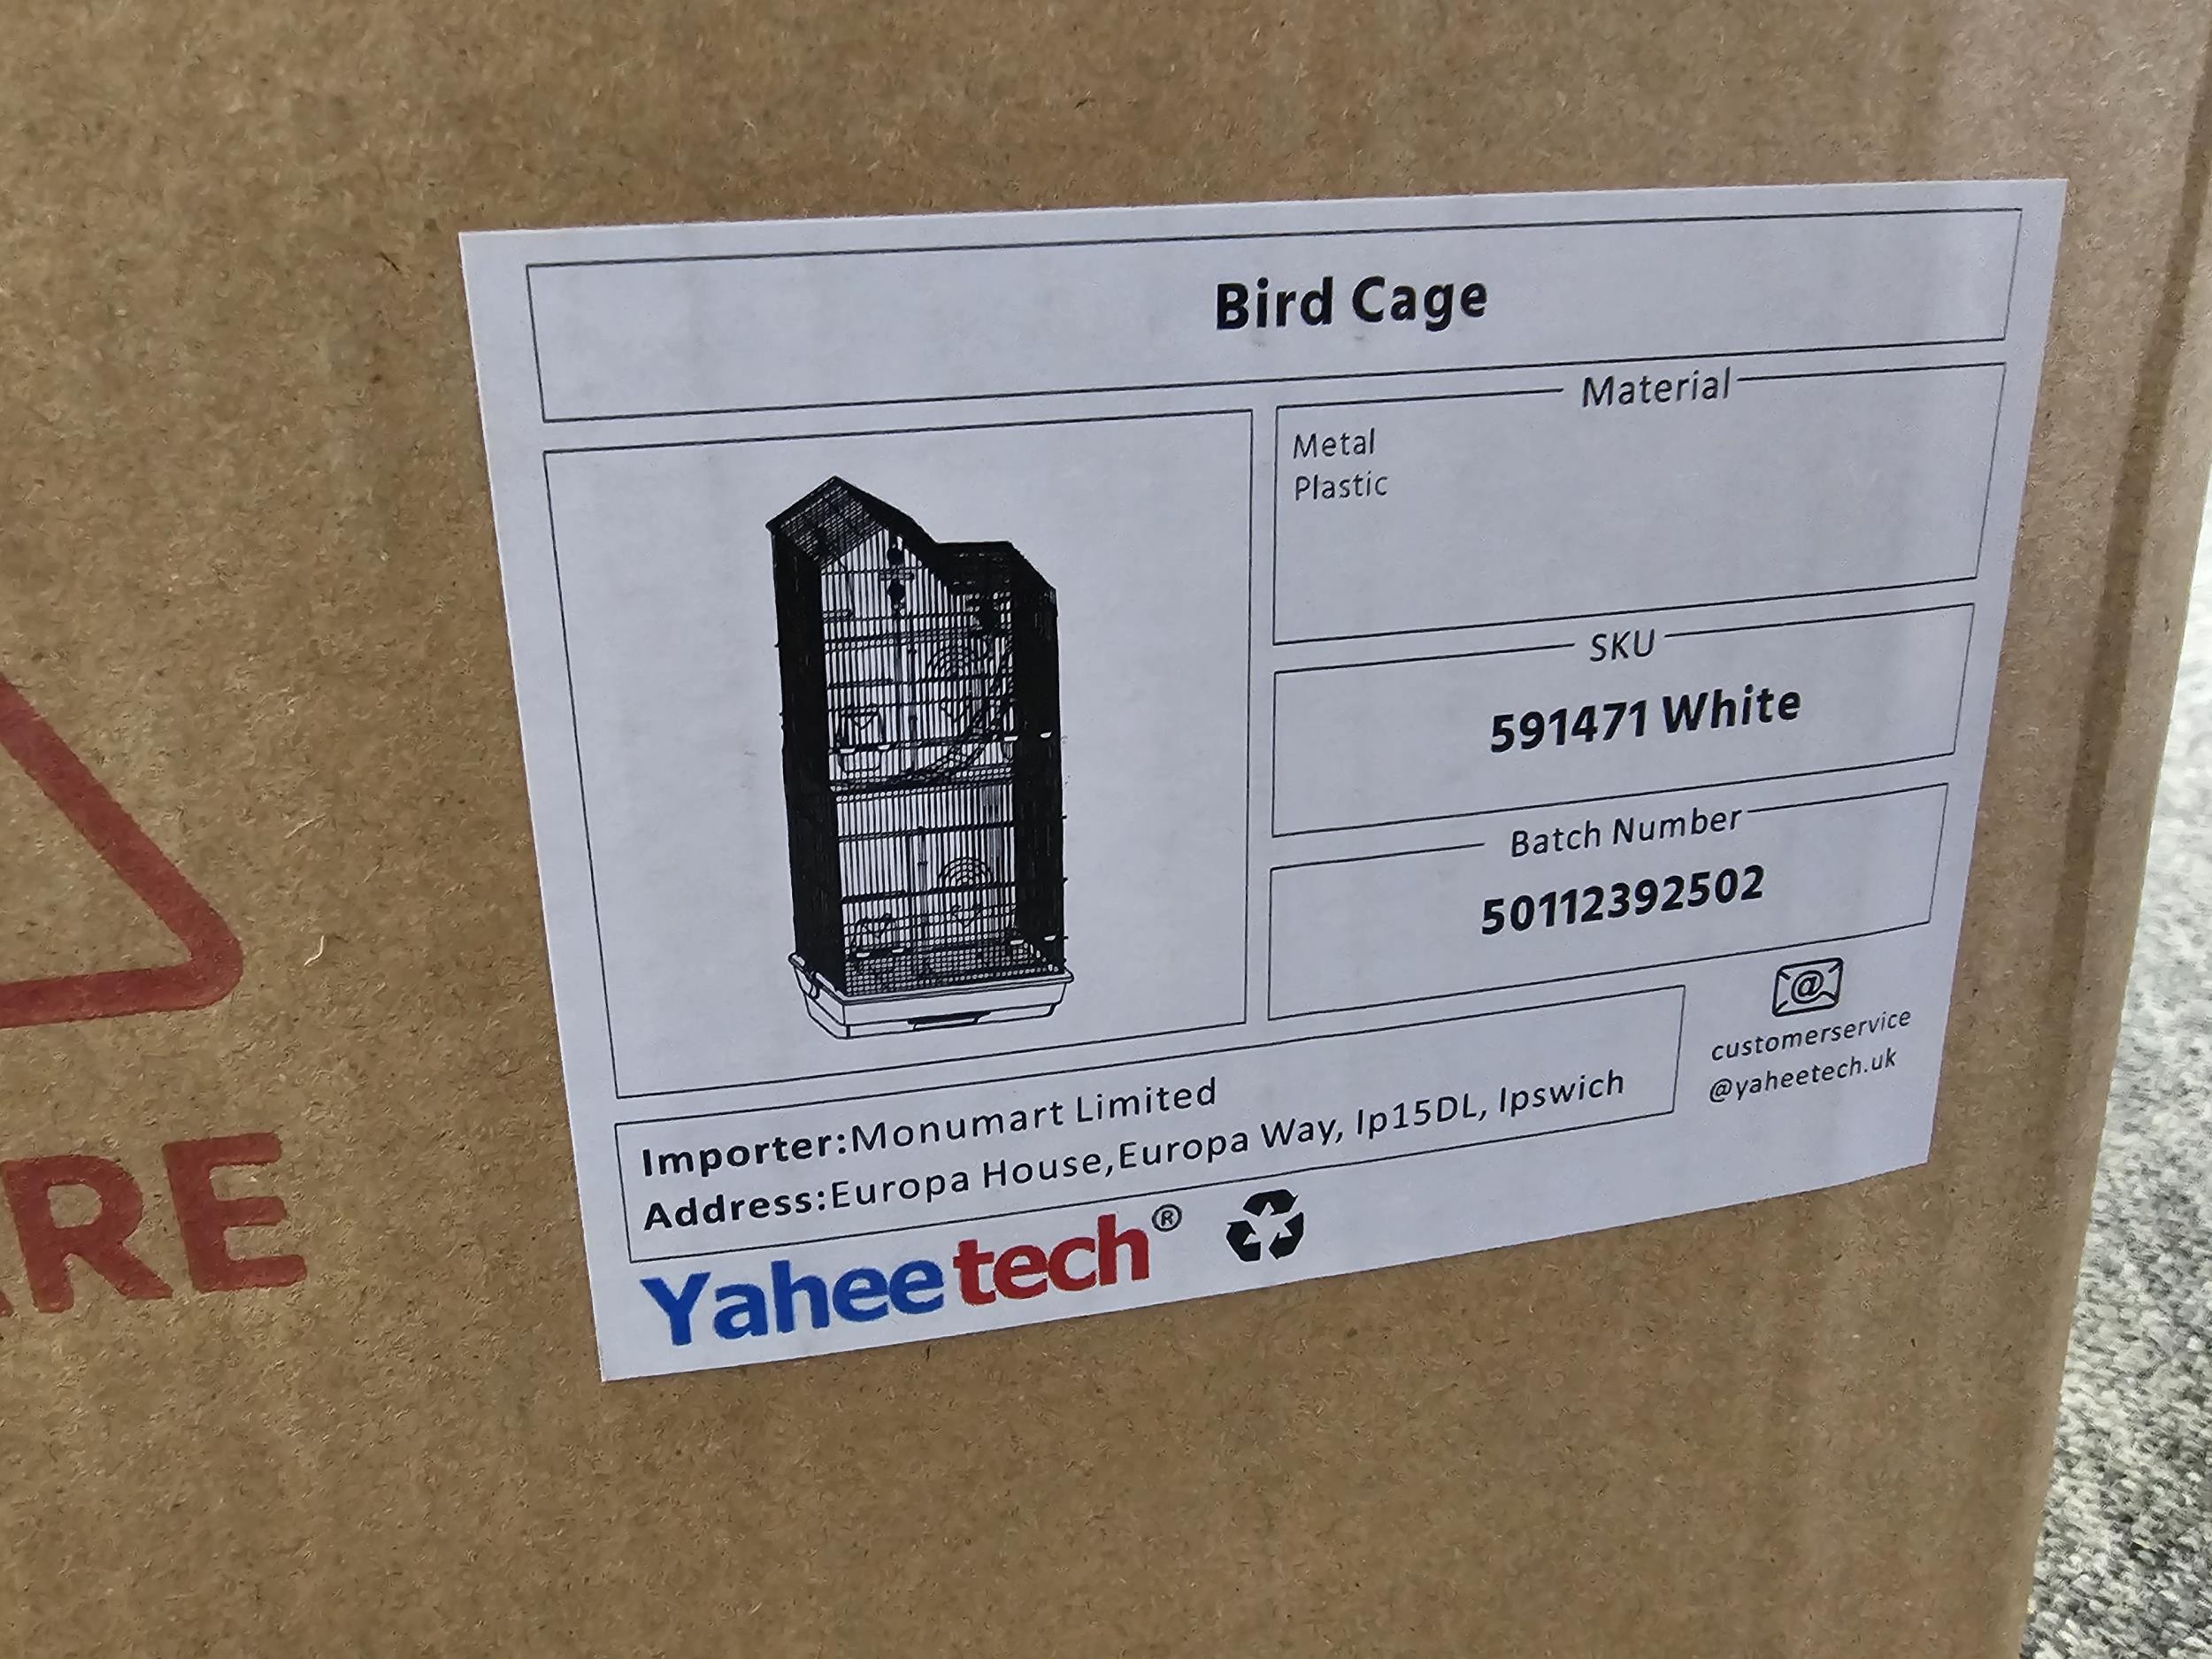 Bird Cage
Material
Metal
Plastic
SKU
591471 White
Batch Number
50112392502
@
customerservice
@yaheetech.uk
Importer:Monumart Limited
Address:Europa House,Europa Way, Ip15DL, Ipswich
Yaheetech®